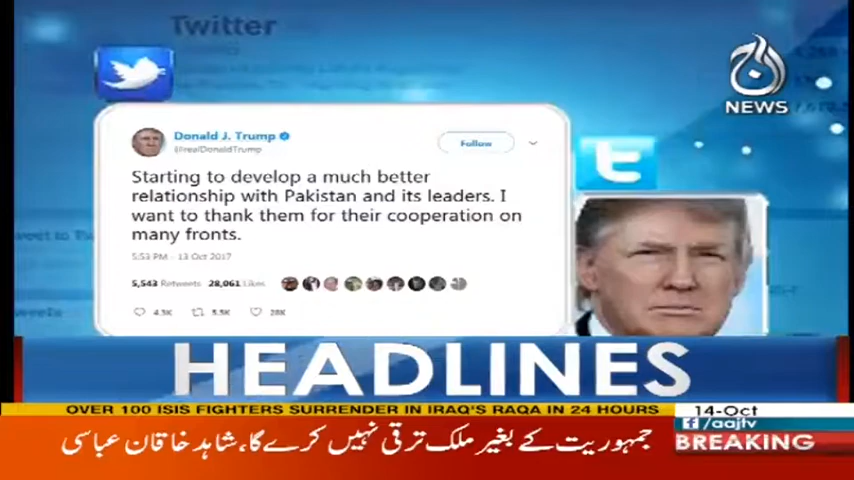 Twitter
آج
NEWS
Donald J. Trump
@realDonaldTrump
Follow
Starting to develop a much better
relationship with Pakistan and its leaders. I
want to thank them for their cooperation on
many fronts.
5:53 PM - 13 Oct 2017
5,543 Retweets 28,061 Likes
4.3K 5.5K 28K
HEADLINES
OVER 100 ISIS FIGHTERS SURRENDER IN IRAQ'S RAQA IN 24 HOURS
14-Oct
/aajtv
BREAKING
جمہوریت کے بغیر ملک ترقی نہیں کرے گا، شاہد خاقان عباسی